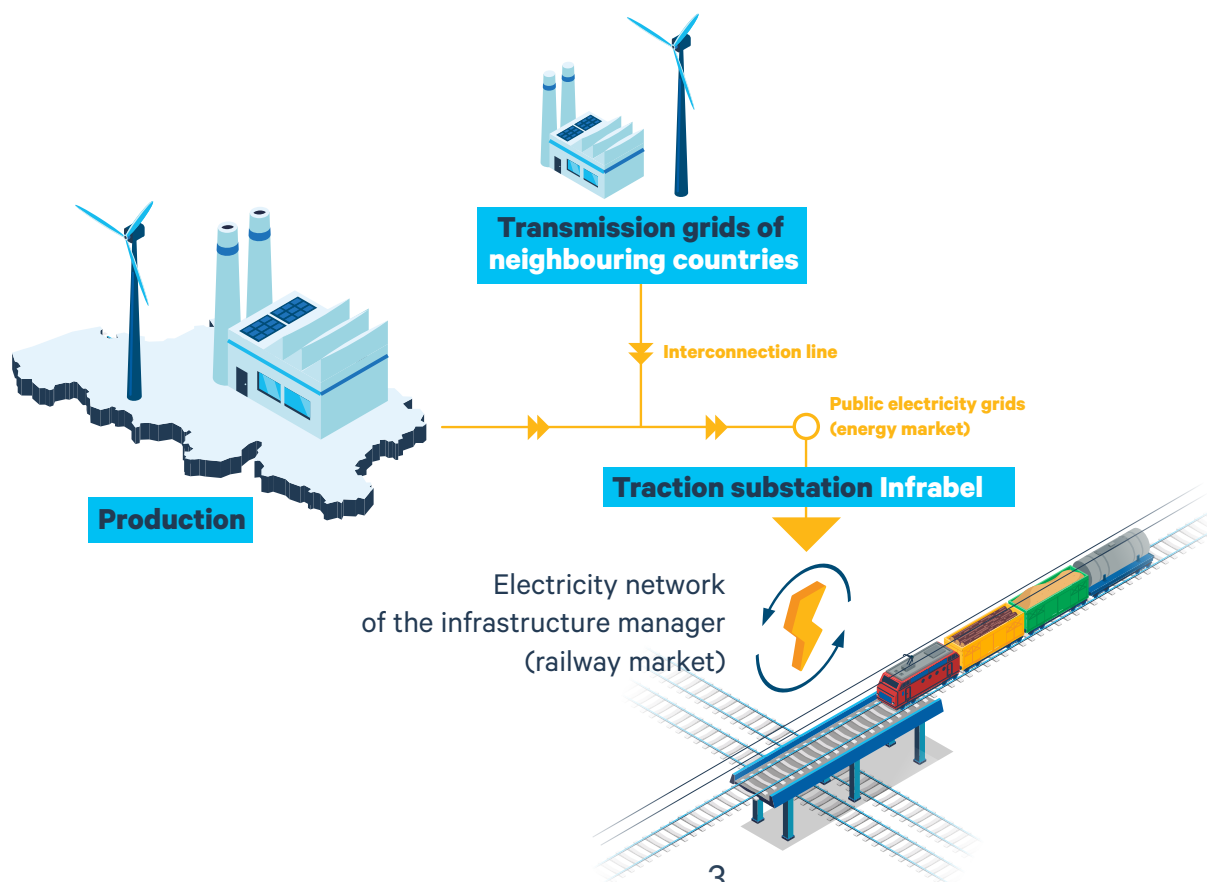 Transmission grids of
neighbouring countries
Interconnection line
Public electricity grids
(energy market)
Traction substation Infrabel
Production
Electricity network
of the infrastructure manager
(railway market)
3